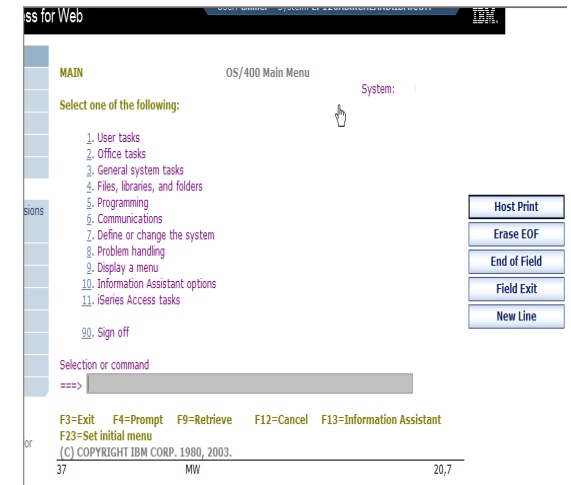 ss for Web
IBM.
MAIN OS/400 Main Menu
System:
Select one of the following:
1. User tasks
2. Office tasks
3. General system tasks
4. Files, libraries, and folders
5. Programming
6. Communications
7. Define or change the system
8. Problem handling
9. Display a menu
10. Information Assistant options
11. iSeries Access tasks
90. Sign off
Selection or command
===>
F3=Exit F4=Prompt F9=Retrieve F12=Cancel F13=Information Assistant
F23=Set initial menu
(C) COPYRIGHT IBM CORP. 1980, 2003.
37 MW 20,7
sions
or
Host Print
Erase EOF
End of Field
Field Exit
New Line